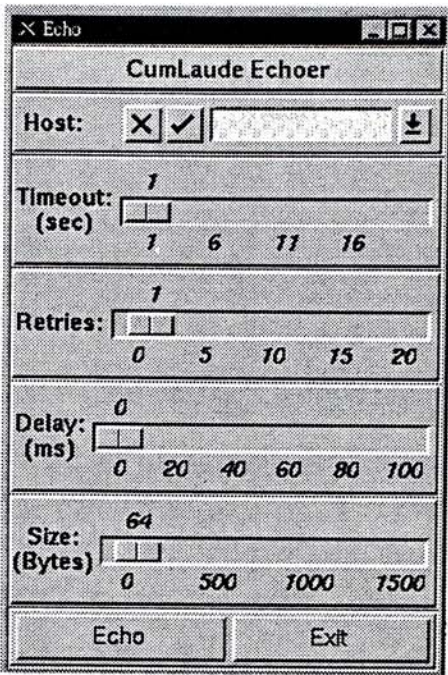 Echo
CumLaude Echoer
Host:
1
Timeout:
(sec)
1 6 11 16
1
Retries:
0 5 10 15 20
0
Delay:
(ms)
0 20 40 60 80 100
64
Size:
(Bytes)
0 500 1000 1500
Echo Exit